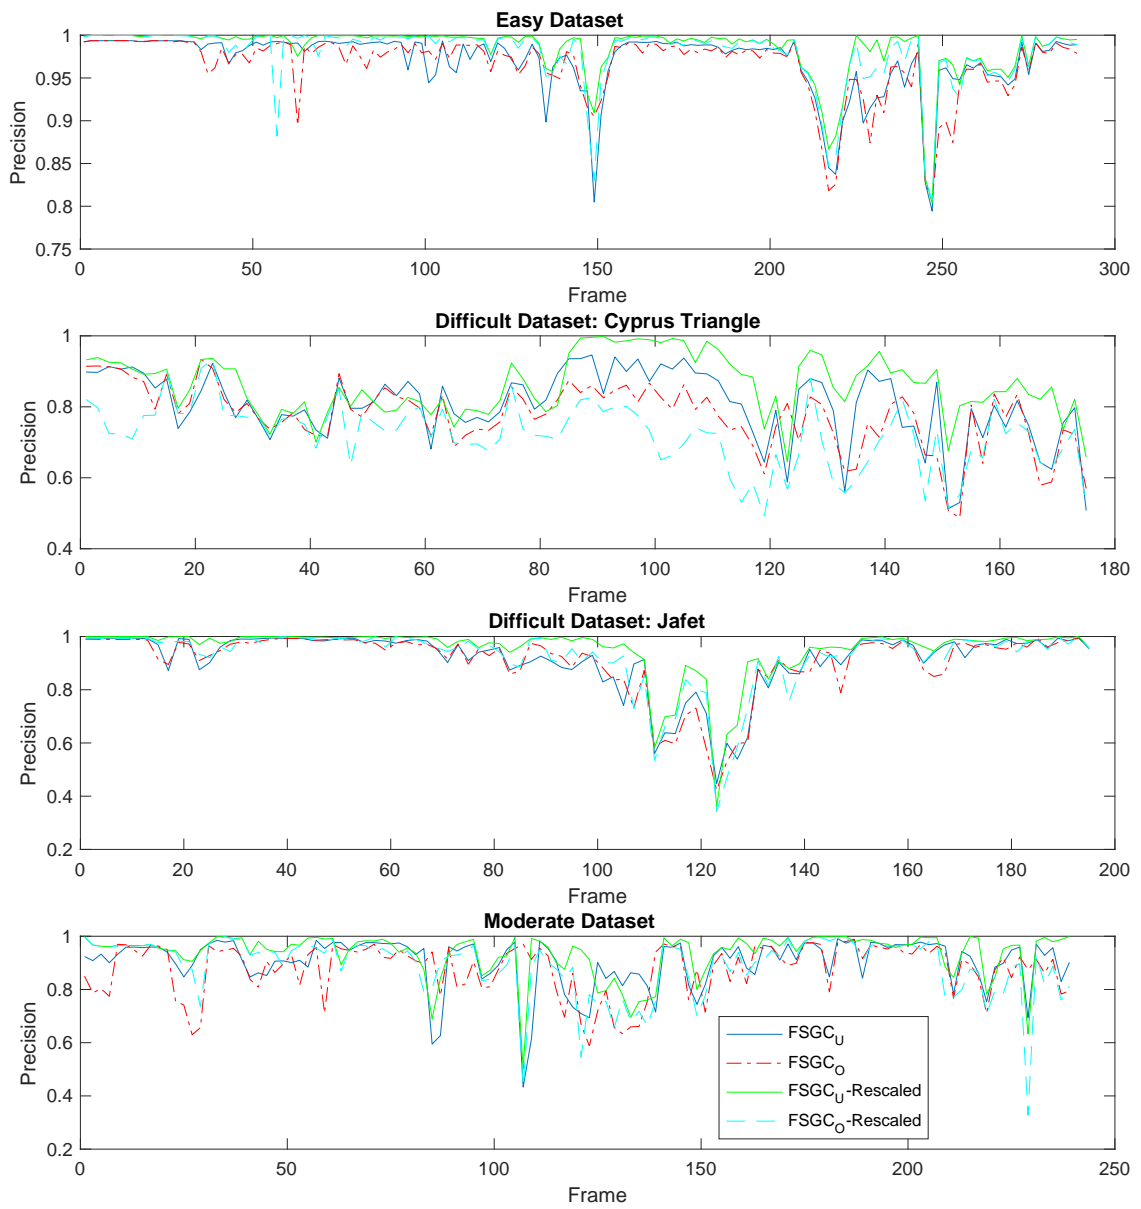 Easy Dataset
1
0.95
0.9
0.85
0.8
0.75
Precision
0 50 100 150 200 250 300
Frame
Difficult Dataset: Cyprus Triangle
1
0.8
0.6
0.4
Precision
0 20 40 60 80 100 120 140 160 180
Frame
Difficult Dataset: Jafet
1
0.8
0.6
0.4
0.2
Precision
0 20 40 60 80 100 120 140 160 180 200
Frame
Moderate Dataset
1
0.8
0.6
0.4
0.2
Precision
FSGC_U
FSGC_O
FSGC_U-Rescaled
FSGC_O-Rescaled
0 50 100 150 200 250
Frame